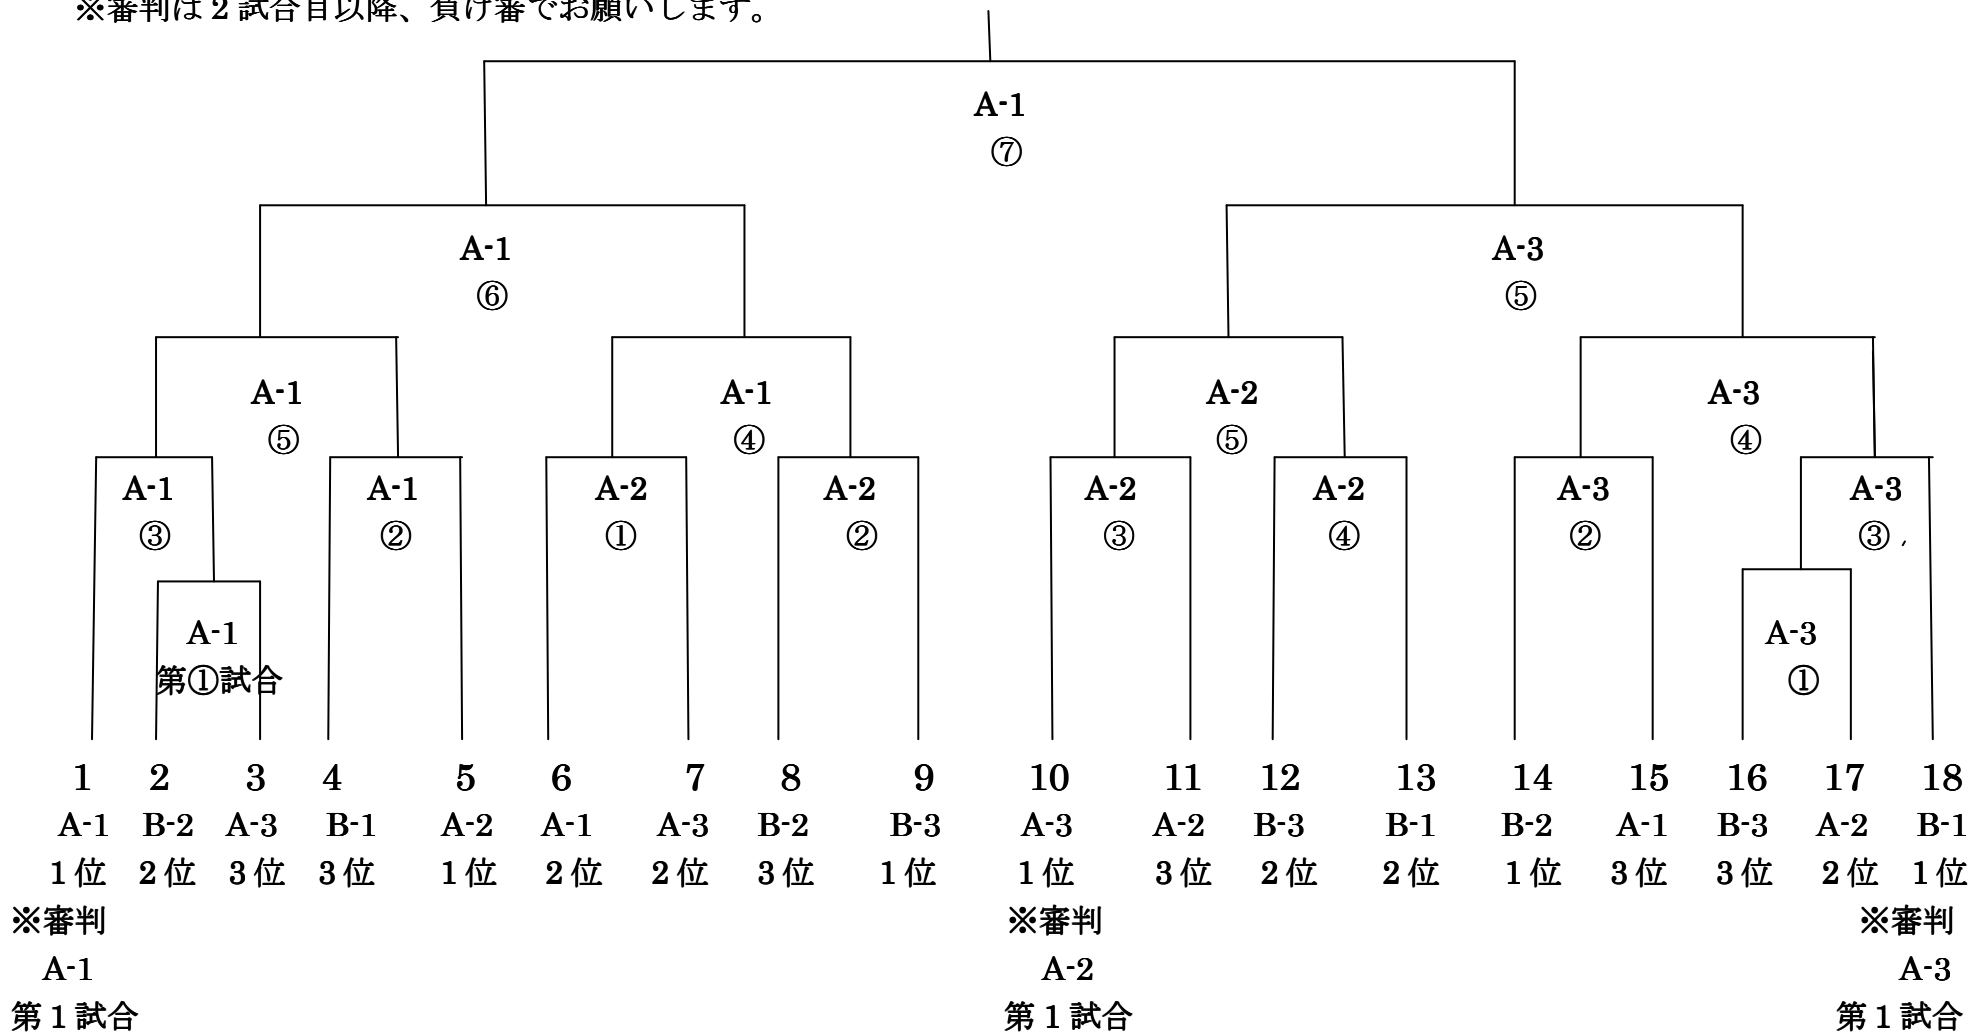 ※審判は2試合目以降、負け審でお願いします。
A-1
⑦
A-1 A-3
⑥ ⑤
A-1 A-1 A-2 A-3
⑤ ④ ⑤ ④
A-1 A-1 A-2 A-2 A-2 A-2 A-3 A-3
③ ② ① ② ③ ④ ② ③
A-1 A-3
第①試合 ①
1 2 3 4 5 6 7 8 9 10 11 12 13 14 15 16 17 18
A-1 B-2 A-3 B-1 A-2 A-1 A-3 B-2 B-3 A-3 A-2 B-3 B-1 B-2 A-1 B-3 A-2 B-1
1位 2位 3位 3位 1位 2位 2位 3位 1位 1位 3位 2位 2位 1位 3位 3位 2位 1位
※審判 ※審判 ※審判
A-1 A-2 A-3
第1試合 第1試合 第1試合